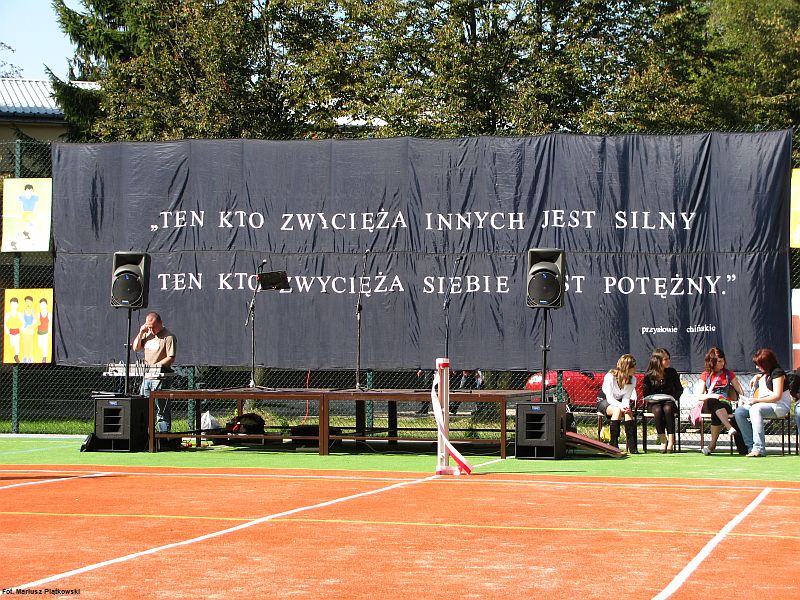 „TEN KTO ZWYCIĘŻA INNYCH JEST SILNY
TEN KTO ZWYCIĘŻA SIEBIE JEST POTĘŻNY.”
przysłowie chińskie
Fot. Mariusz Piątkowski